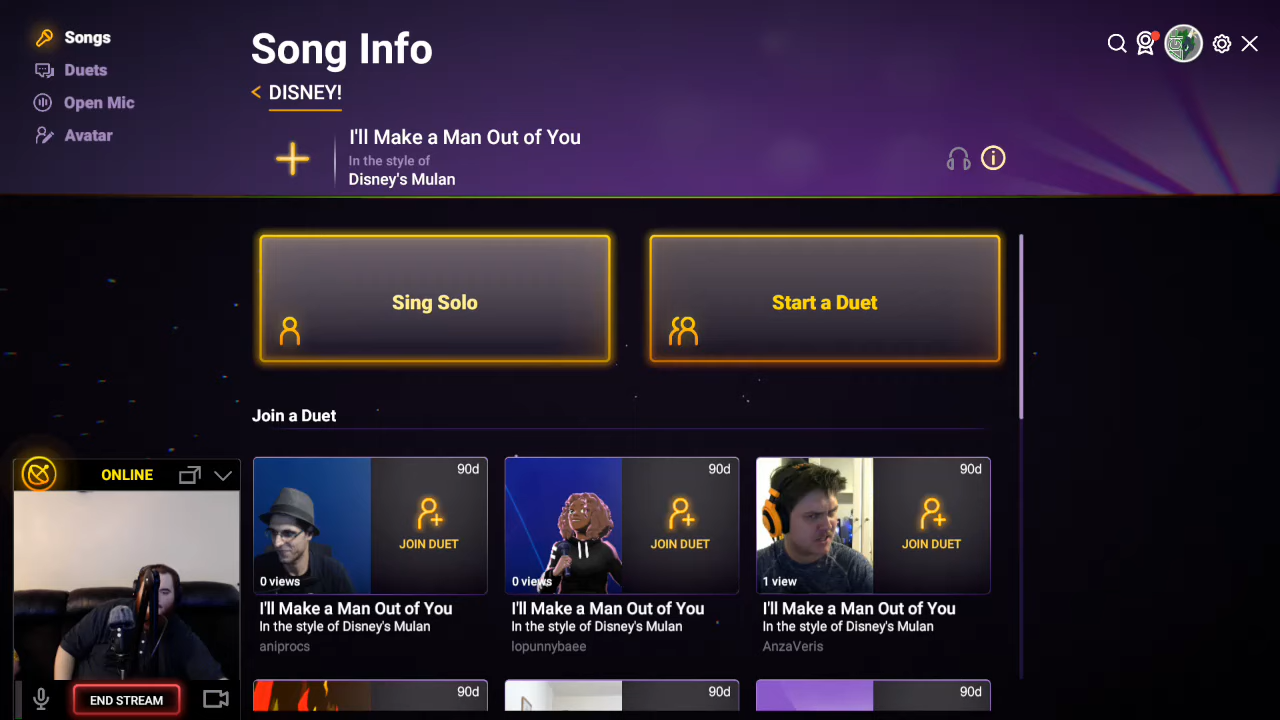 Songs
Duets
Open Mic
Avatar
Song Info
< DISNEY!
I'll Make a Man Out of You
In the style of
Disney's Mulan
Sing Solo
Start a Duet
Join a Duet
90d
JOIN DUET
0 views
I'll Make a Man Out of You
In the style of Disney's Mulan
aniprocs
90d
JOIN DUET
0 views
I'll Make a Man Out of You
In the style of Disney's Mulan
lopunnybaee
90d
JOIN DUET
1 view
I'll Make a Man Out of You
In the style of Disney's Mulan
AnzaVeris
90d
90d
90d
ONLINE
END STREAM